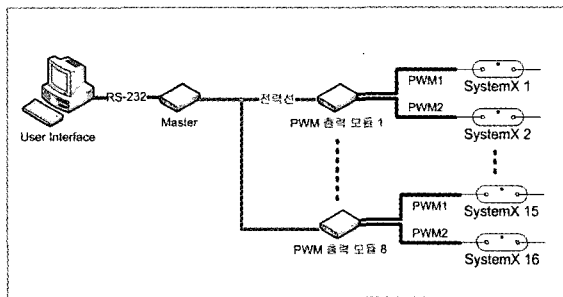 RS-232
User Interface
Master
전력선
PWM 출력 모듈 1
PWM1
SystemX 1
PWM2
SystemX 2
PWM 출력 모듈 8
PWM1
SystemX 15
PWM2
SystemX 16